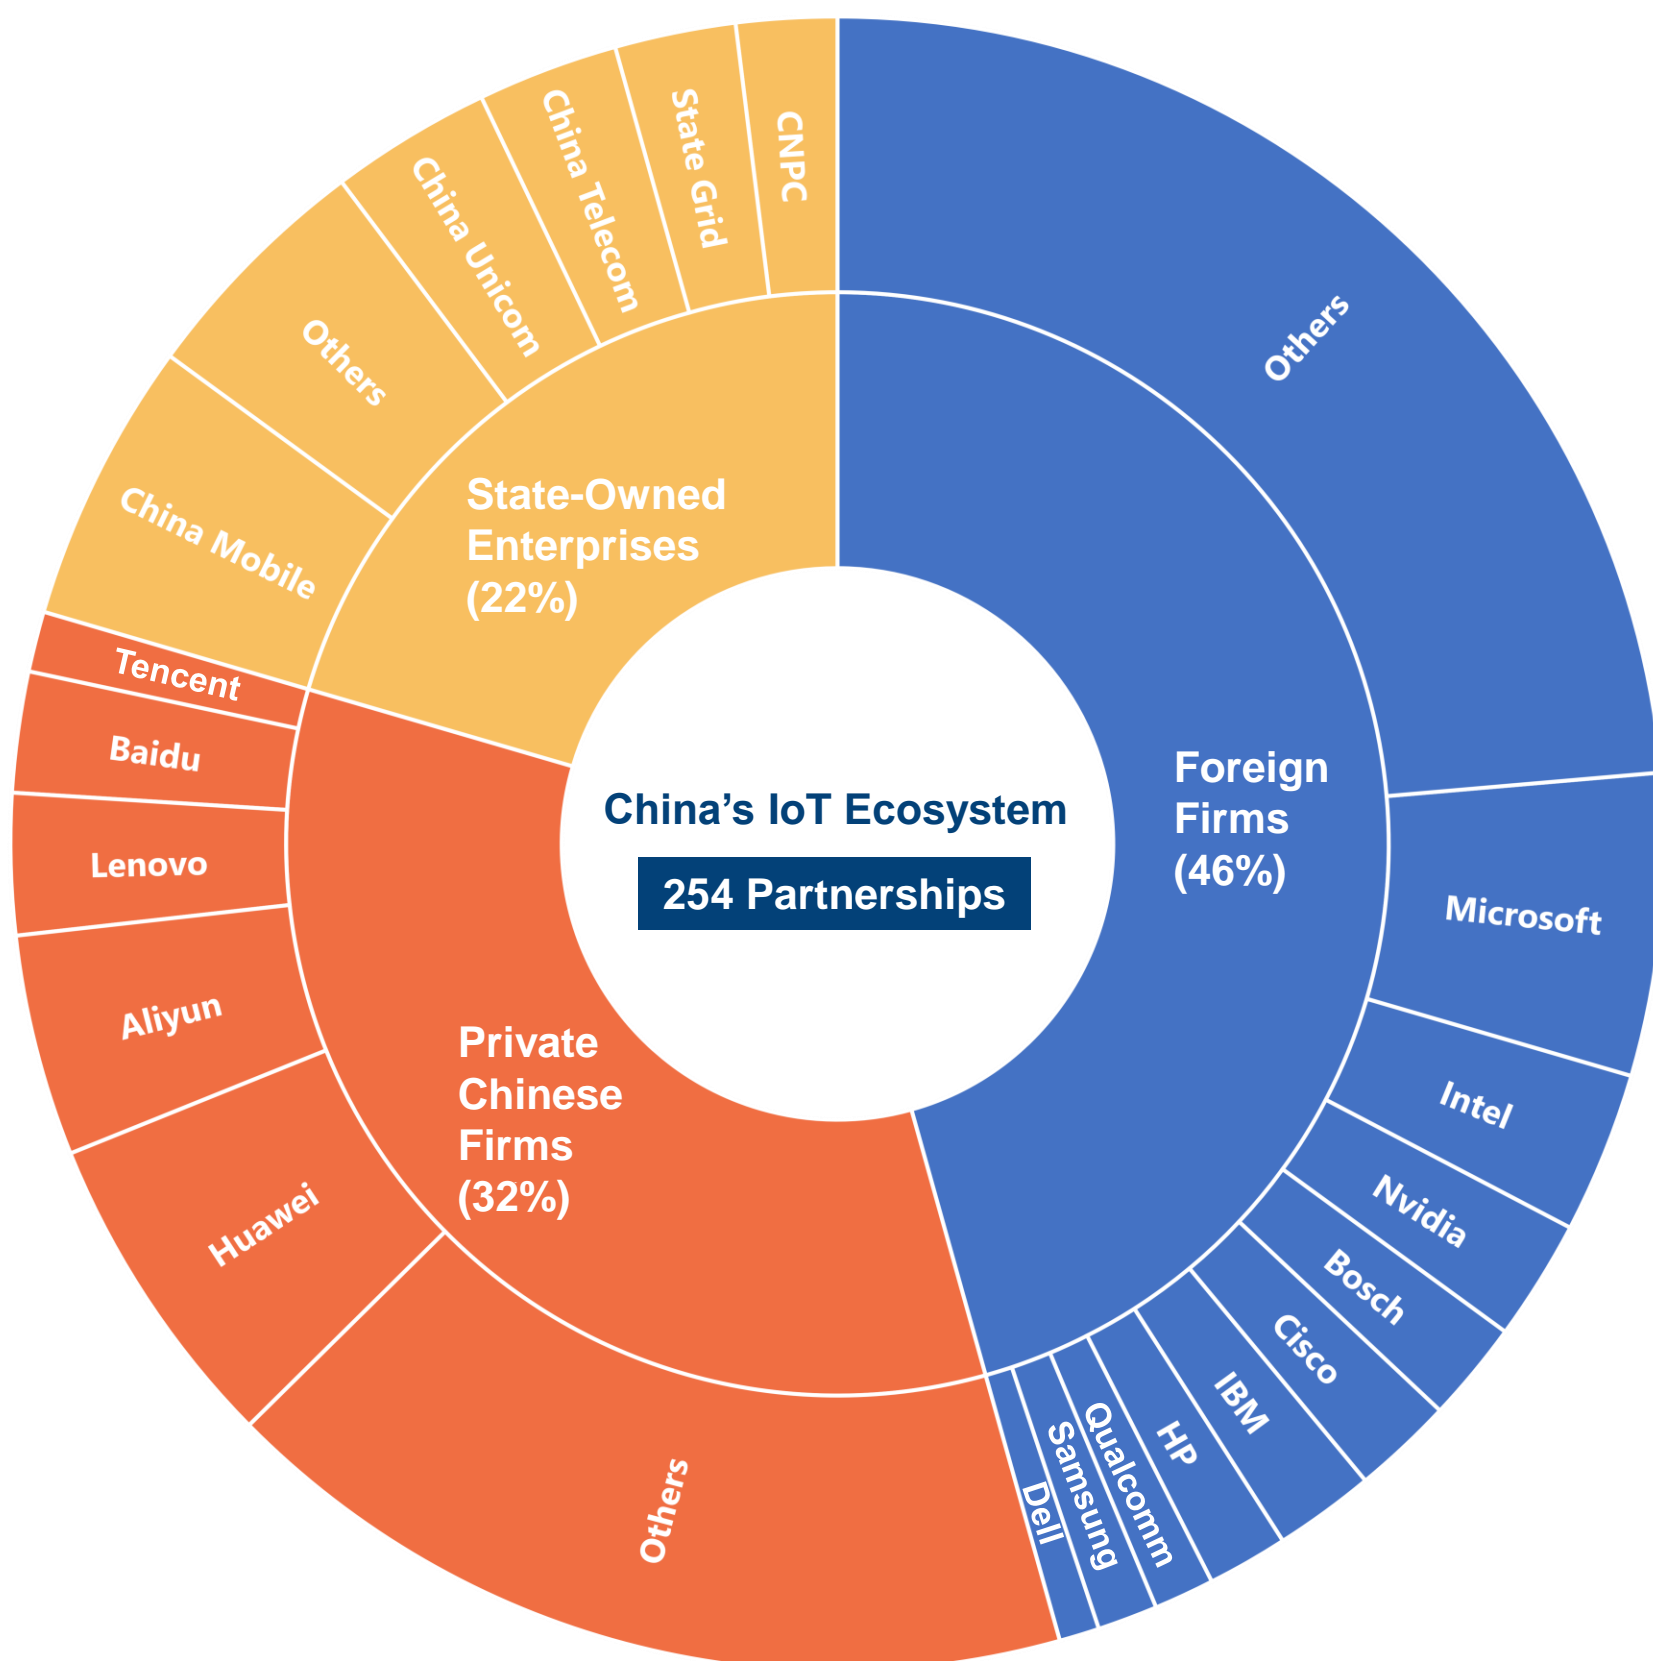 China's IoT Ecosystem
254 Partnerships
Foreign
Firms
(46%)
Others
Microsoft
Intel
Nvidia
Bosch
Cisco
IBM
HP
Qualcomm
Samsung
Dell
Private
Chinese
Firms
(32%)
Others
Huawei
Aliyun
Lenovo
Baidu
Tencent
State-Owned
Enterprises
(22%)
China Mobile
Others
China Unicom
China Telecom
State Grid
CNPC